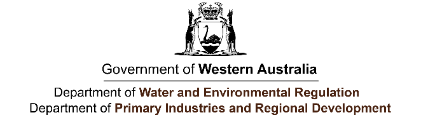 Government of Western Australia
Department of Water and Environmental Regulation
Department of Primary Industries and Regional Development